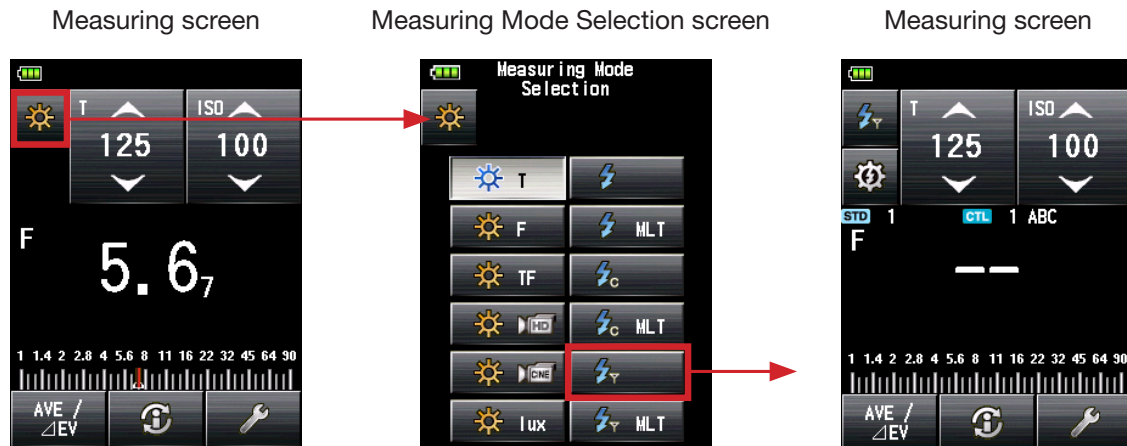 Measuring screen
Measuring Mode Selection screen
Measuring screen
T
ISO
125
100
F
5.6₇
1 1.4 2 2.8 4 5.6 8 11 16 22 32 45 64 90
AVE /
⊿EV
Measuring Mode
Selection
T
F
MLT
TF
C
HD
C MLT
CNE
Y
lux
Y MLT
Y
T
ISO
125
100
STD 1
CTL 1 ABC
F
--
1 1.4 2 2.8 4 5.6 8 11 16 22 32 45 64 90
AVE /
⊿EV